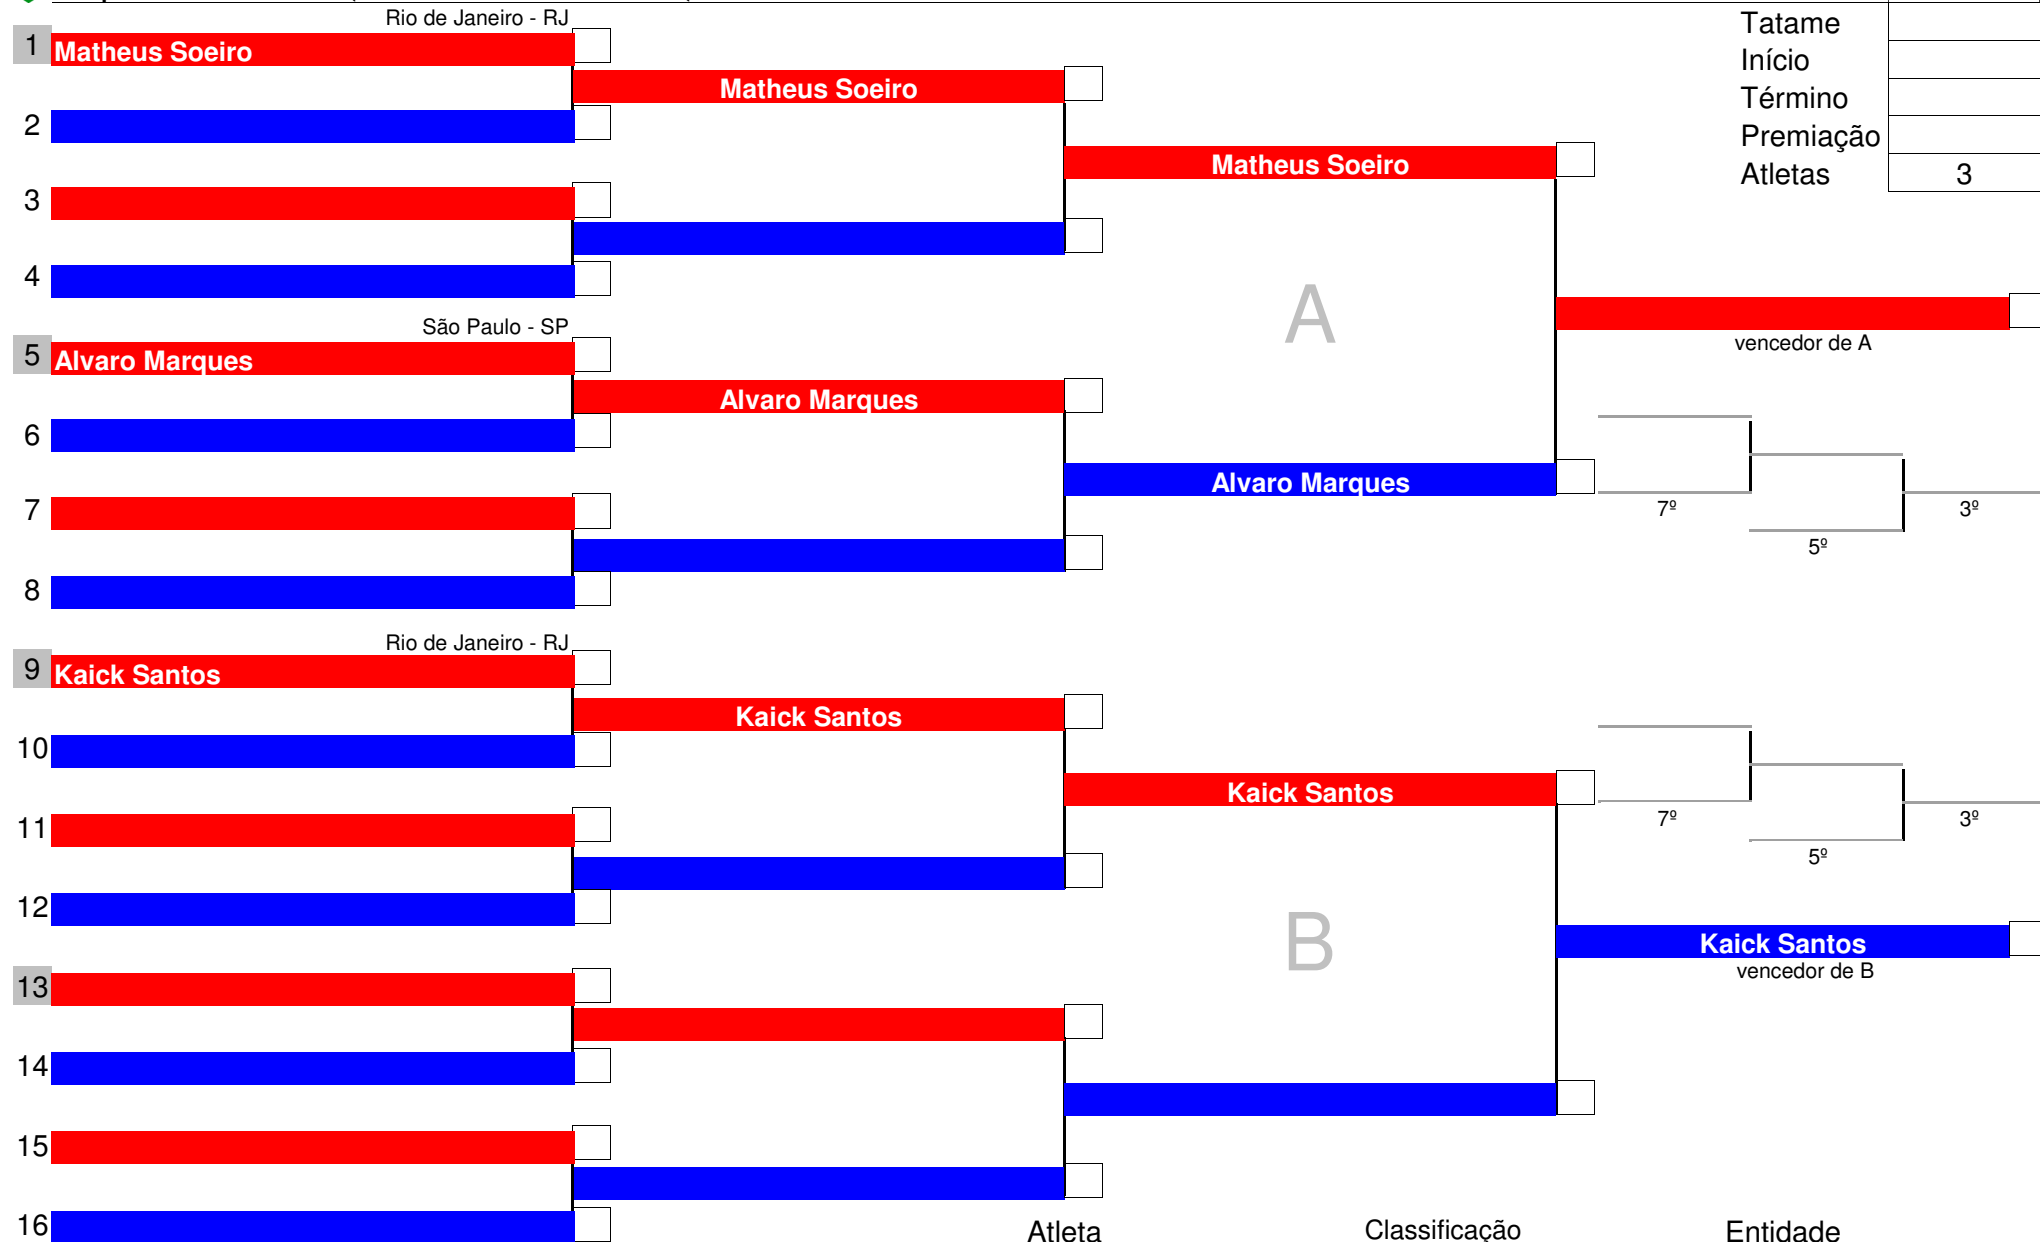 Rio de Janeiro - RJ
Tatame
1 Matheus Soeiro
Início
Matheus Soeiro
Término
2
Premiação
Matheus Soeiro
Atletas 3
3
4
A
São Paulo - SP
vencedor de A
5 Alvaro Marques
Alvaro Marques
6
Alvaro Marques
7
7º 3º
5º
8
Rio de Janeiro - RJ
9 Kaick Santos
Kaick Santos
10
Kaick Santos
7º 3º
11
5º
12
B
Kaick Santos
vencedor de B
13
14
15
16
Atleta Classificação Entidade